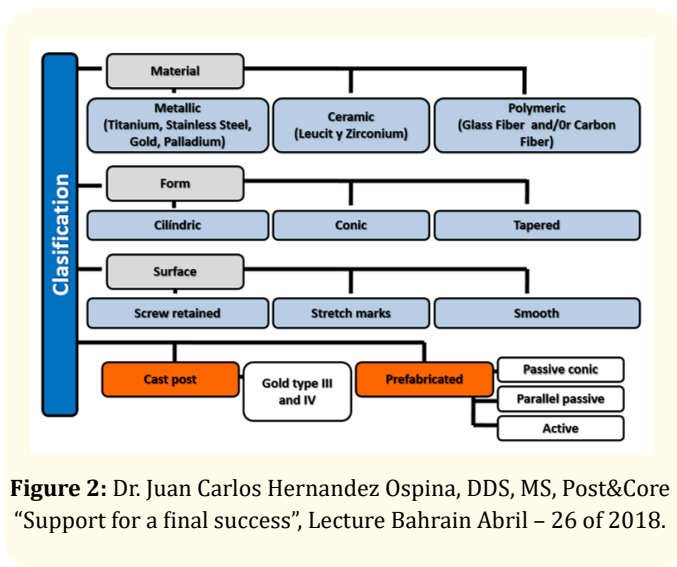 Clasification
Material
Metallic
(Titanium, Stainless Steel,
Gold, Palladium)
Ceramic
(Leucit y Zirconium)
Polymeric
(Glass Fiber and/0r Carbon
Fiber)
Form
Cilíndric
Conic
Tapered
Surface
Screw retained
Stretch marks
Smooth
Cast post
Gold type III
and IV
Prefabricated
Passive conic
Parallel passive
Active
Figure 2: Dr. Juan Carlos Hernandez Ospina, DDS, MS, Post&Core
“Support for a final success”, Lecture Bahrain Abril – 26 of 2018.